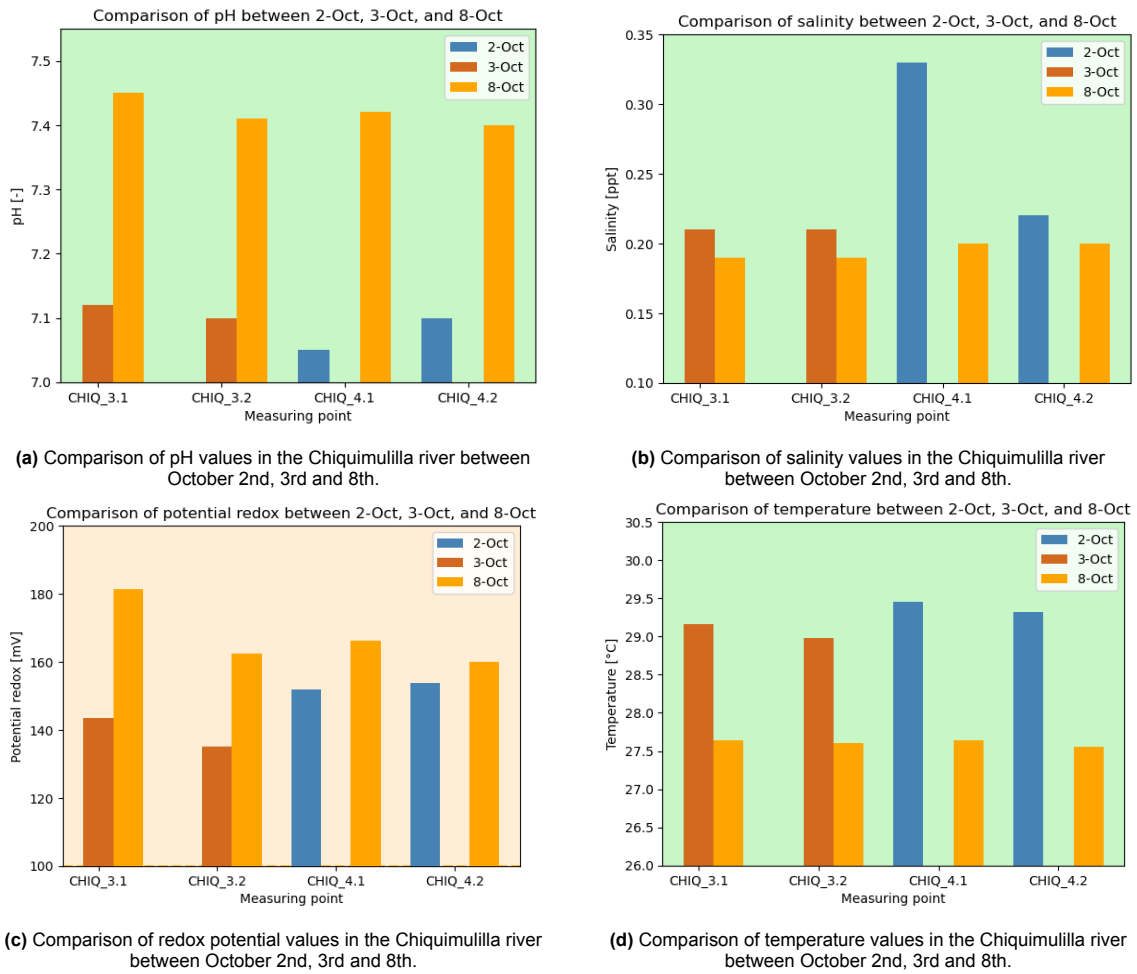 Comparison of pH between 2-Oct, 3-Oct, and 8-Oct
2-Oct
3-Oct
8-Oct
7.5
7.4
7.3
7.2
7.1
7.0
pH [-]
CHIQ_3.1
CHIQ_3.2
CHIQ_4.1
CHIQ_4.2
Measuring point
(a) Comparison of pH values in the Chiquimulilla river between
October 2nd, 3rd and 8th.
Comparison of salinity between 2-Oct, 3-Oct, and 8-Oct
2-Oct
3-Oct
8-Oct
0.35
0.30
0.25
0.20
0.15
0.10
Salinity [ppt]
CHIQ_3.1
CHIQ_3.2
CHIQ_4.1
CHIQ_4.2
Measuring point
(b) Comparison of salinity values in the Chiquimulilla river
between October 2nd, 3rd and 8th.
Comparison of potential redox between 2-Oct, 3-Oct, and 8-Oct
2-Oct
3-Oct
8-Oct
200
180
160
140
120
100
Potential redox [mV]
CHIQ_3.1
CHIQ_3.2
CHIQ_4.1
CHIQ_4.2
Measuring point
(c) Comparison of redox potential values in the Chiquimulilla river
between October 2nd, 3rd and 8th.
Comparison of temperature between 2-Oct, 3-Oct, and 8-Oct
2-Oct
3-Oct
8-Oct
30.5
30.0
29.5
29.0
28.5
28.0
27.5
27.0
26.5
26.0
Temperature [°C]
CHIQ_3.1
CHIQ_3.2
CHIQ_4.1
CHIQ_4.2
Measuring point
(d) Comparison of temperature values in the Chiquimulilla river
between October 2nd, 3rd and 8th.